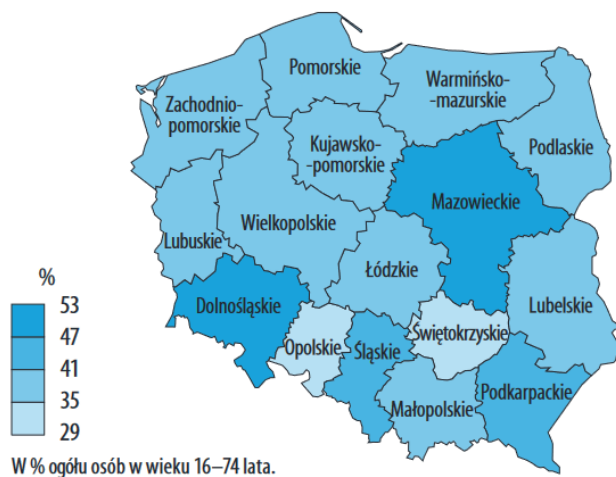 Pomorskie
Warmińsko-
-mazurskie
Zachodnio-
pomorskie
Kujawsko-
-pomorskie
Podlaskie
Mazowieckie
Wielkopolskie
Lubuskie
Łódzkie
Lubelskie
Dolnośląskie
Opolskie
Śląskie
Świętokrzyskie
Małopolskie
Podkarpackie
%
53
47
41
35
29
W % ogółu osób w wieku 16–74 lata.